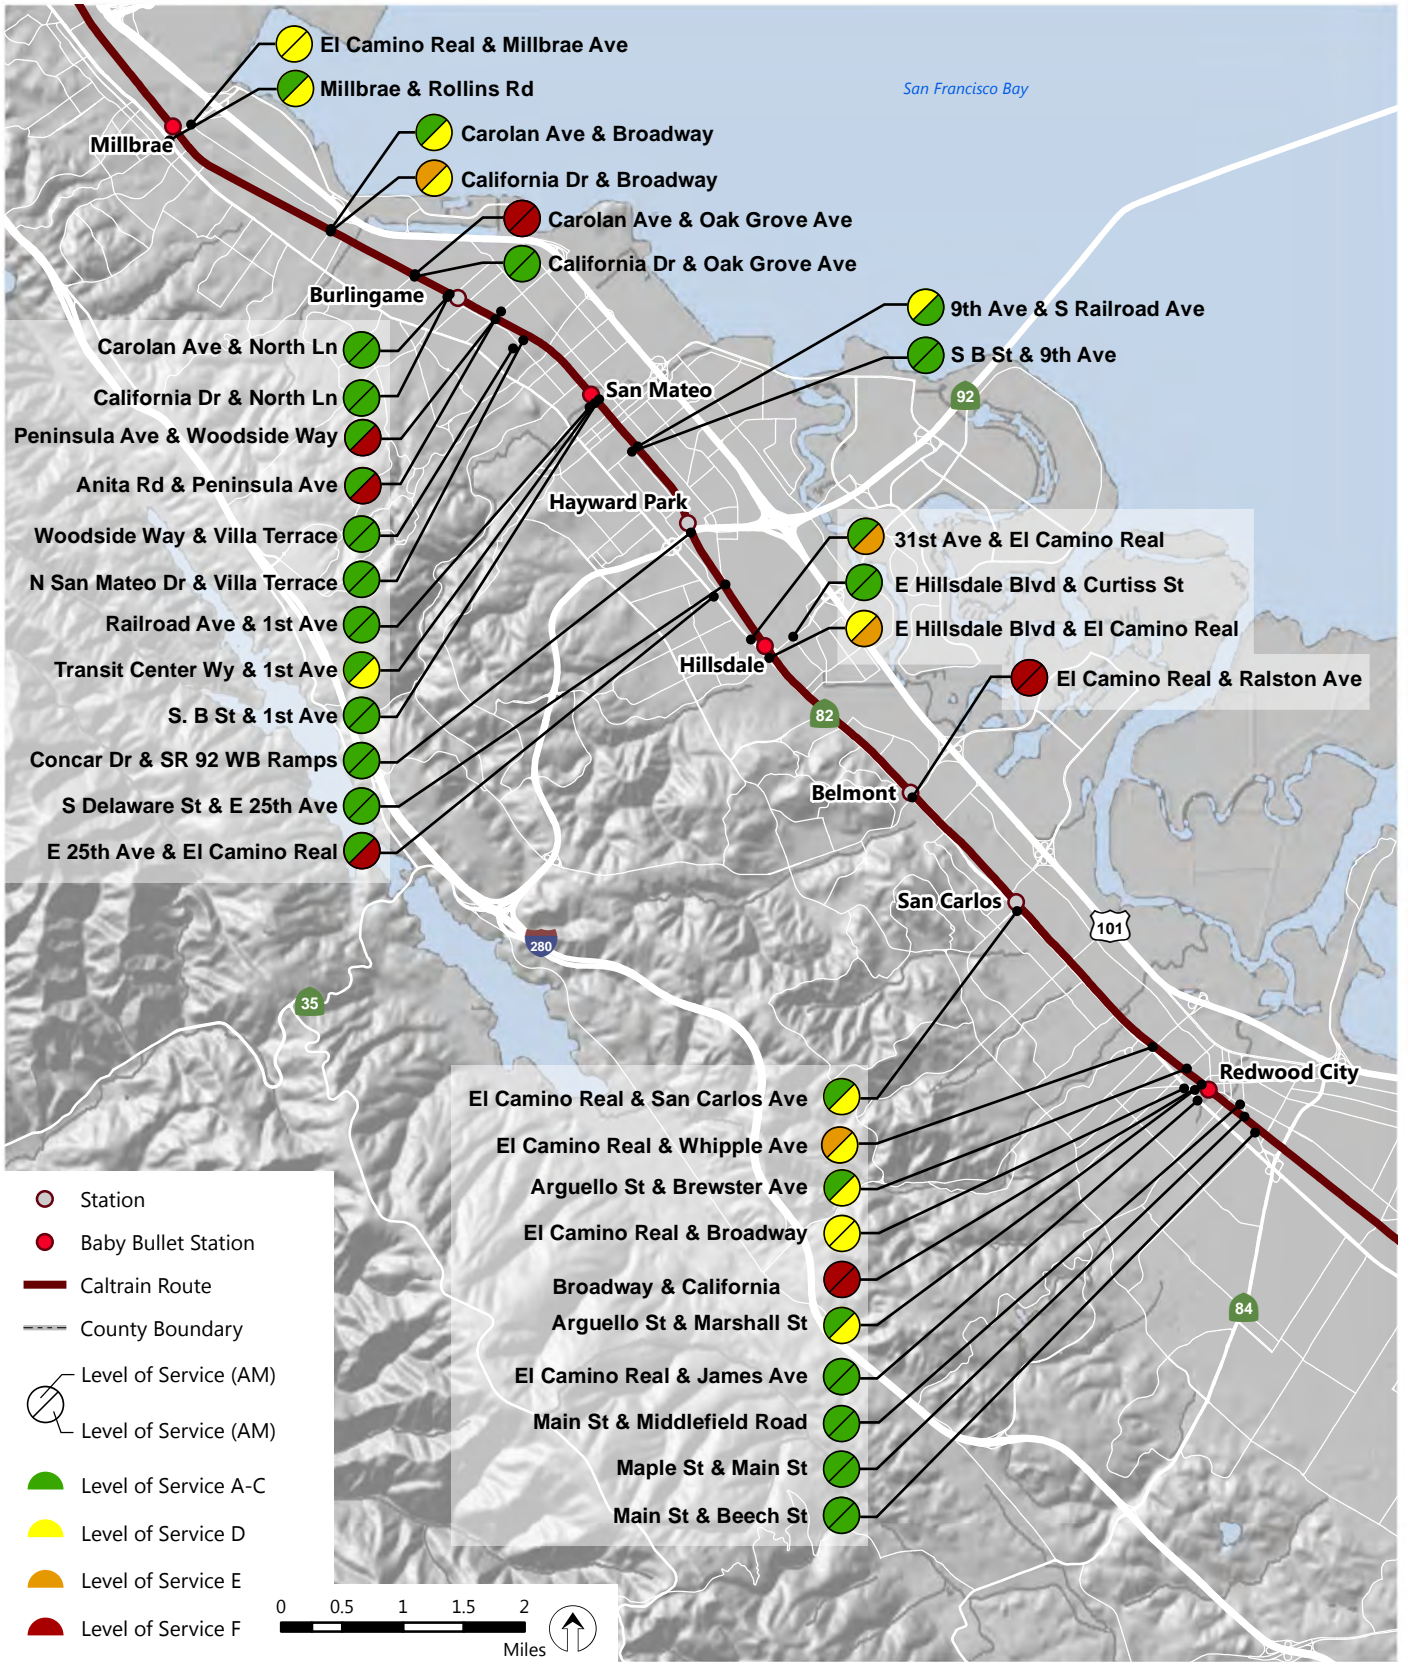 El Camino Real & Millbrae Ave
San Francisco Bay
Millbrae & Rollins Rd
Carolan Ave & Broadway
Millbrae
California Dr & Broadway
Carolan Ave & Oak Grove Ave
California Dr & Oak Grove Ave
Burlingame
9th Ave & S Railroad Ave
S B St & 9th Ave
Carolan Ave & North Ln
California Dr & North Ln
Peninsula Ave & Woodside Way
Anita Rd & Peninsula Ave
Woodside Way & Villa Terrace
N San Mateo Dr & Villa Terrace
Railroad Ave & 1st Ave
Transit Center Wy & 1st Ave
S. B St & 1st Ave
Concar Dr & SR 92 WB Ramps
S Delaware St & E 25th Ave
E 25th Ave & El Camino Real
San Mateo
92
Hayward Park
31st Ave & El Camino Real
E Hillsdale Blvd & Curtiss St
E Hillsdale Blvd & El Camino Real
Hillsdale
El Camino Real & Ralston Ave
82
Belmont
San Carlos
101
280
35
Redwood City
El Camino Real & San Carlos Ave
El Camino Real & Whipple Ave
Arguello St & Brewster Ave
El Camino Real & Broadway
Broadway & California
Arguello St & Marshall St
El Camino Real & James Ave
Main St & Middlefield Road
Maple St & Main St
Main St & Beech St
84
Station
Baby Bullet Station
Caltrain Route
County Boundary
Level of Service (AM)
Level of Service (AM)
Level of Service A-C
Level of Service D
Level of Service E
Level of Service F
0 0.5 1 1.5 2
Miles